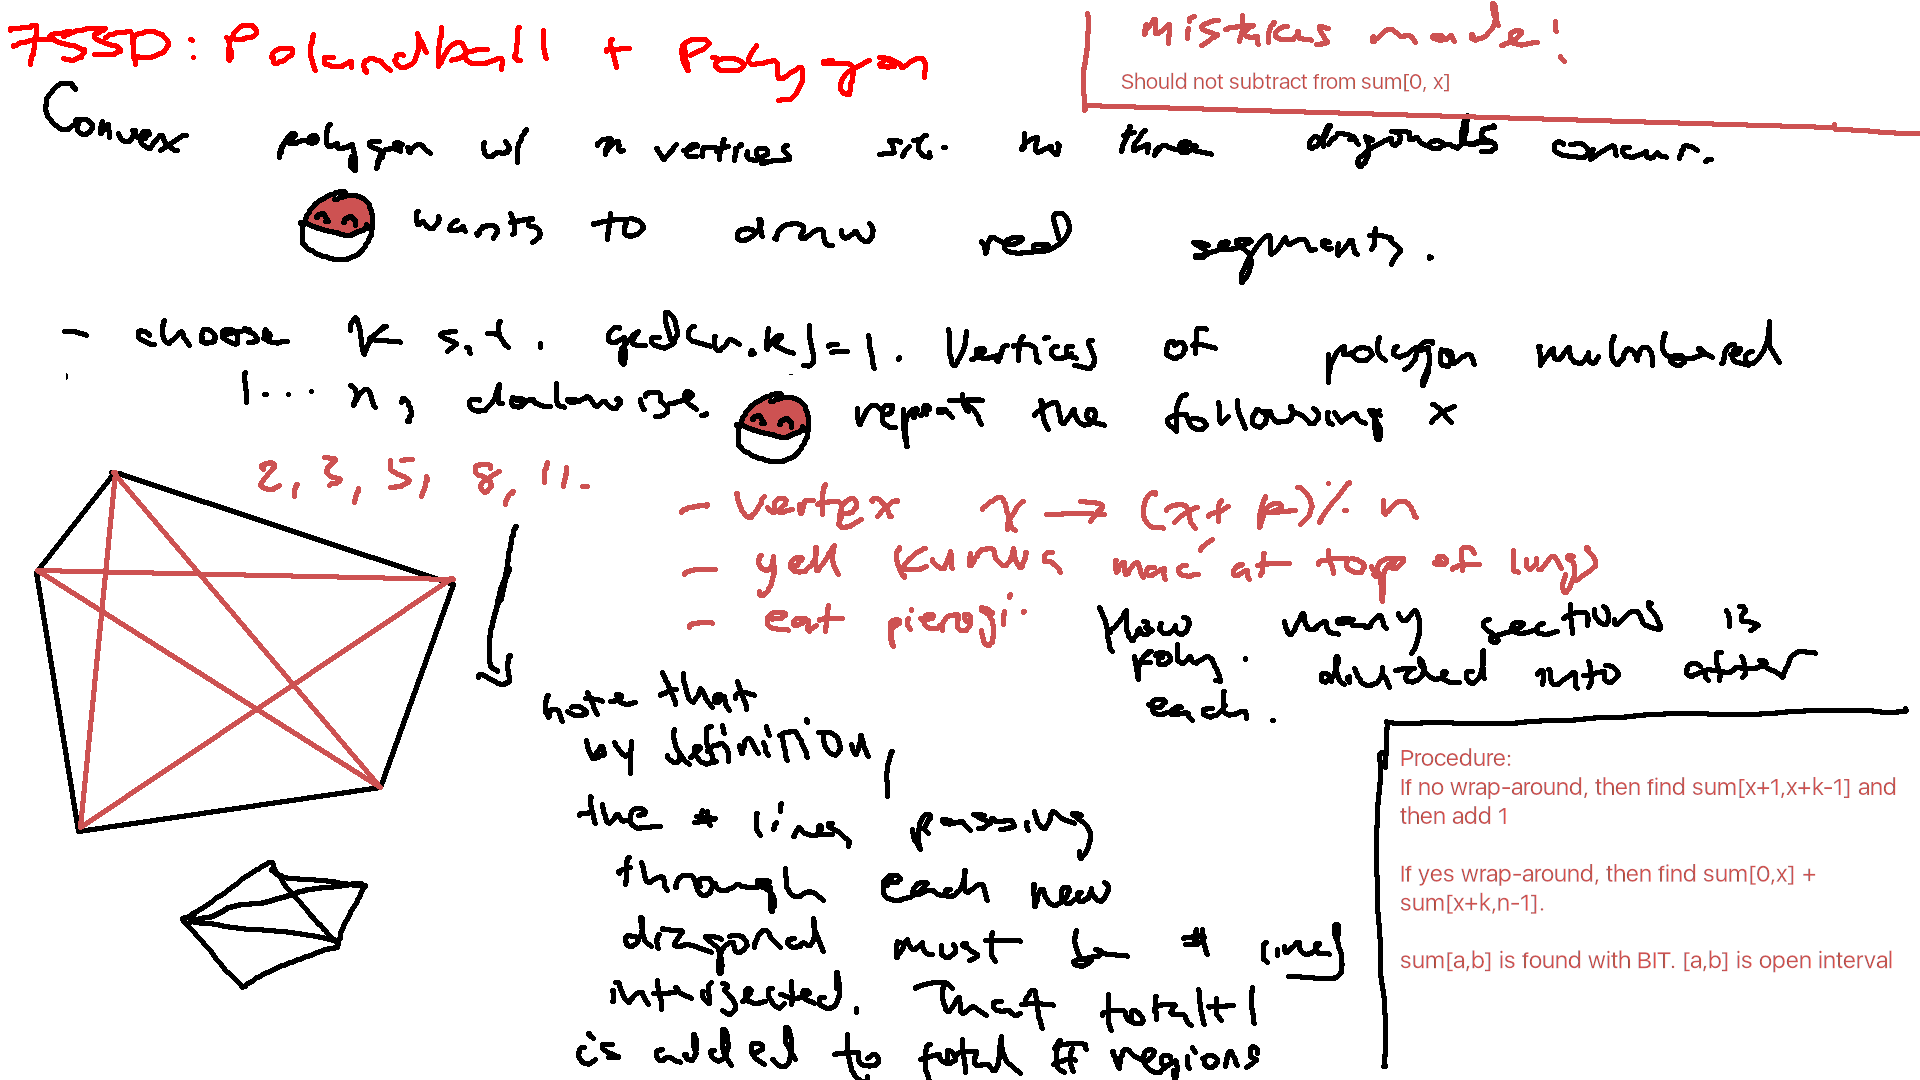 755D: Polandball + Polygon
Mistakes made!
Should not subtract from sum[0, x]
Convex polygon w/ n vertices s.t. no three diagonals concur.
wants to draw red segments.
- choose k s.t. gcd(n,k)=1. Vertices of polygon numbered
1... n, clockwise. repeats the following x
2, 3, 5, 8, 11.
- vertex x → (x+k)% n
- yell kurwa mać at top of lungs
- eat pierogi.
How many sections is
poly. divided into after
each.
note that
by definition,
the # lines passing
through each new
diagonal must be # lines
intersected. That total+1
is added to total # regions
Procedure:
If no wrap-around, then find sum[x+1,x+k-1] and
then add 1
If yes wrap-around, then find sum[0,x] +
sum[x+k,n-1].
sum[a,b] is found with BIT. [a,b] is open interval